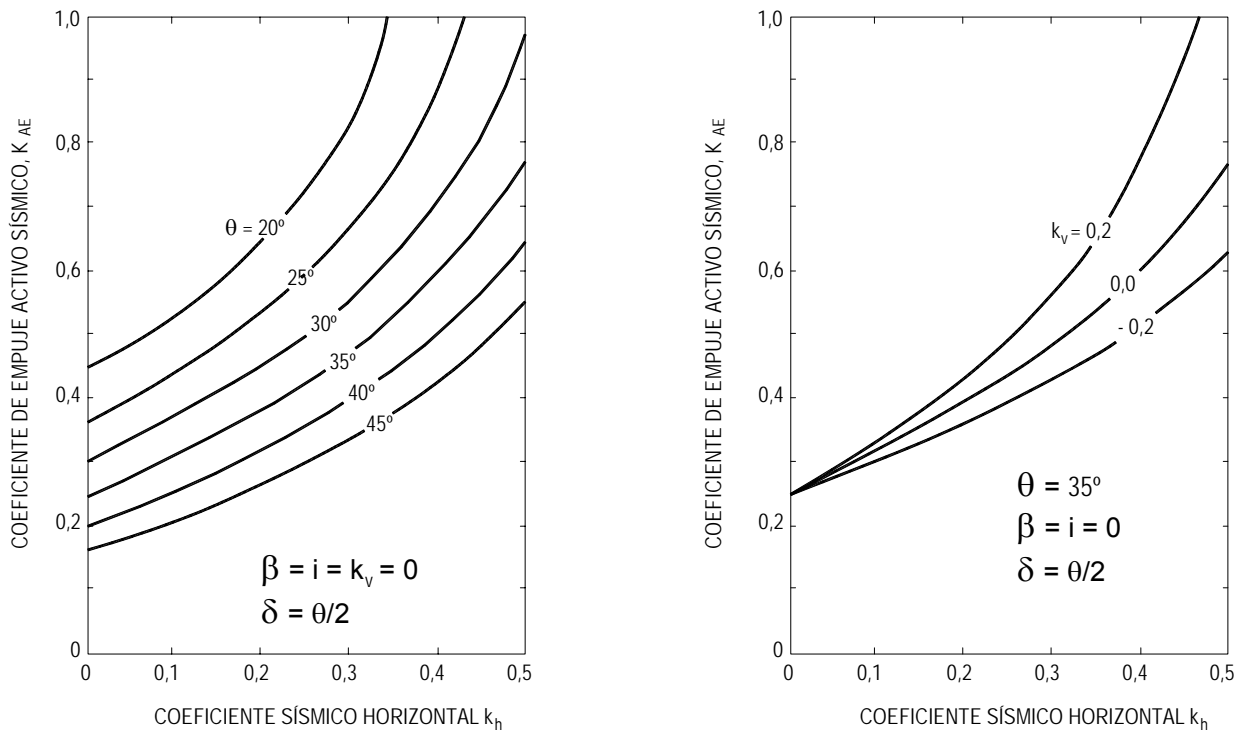 COEFICIENTE DE EMPUJE ACTIVO SÍSMICO, K AE
1,0
0,8
0,6
0,4
0,2
0
θ = 20º
25º
30º
35º
40º
45º
β = i = kv = 0
δ = θ/2
0
0,1
0,2
0,3
0,4
0,5
COEFICIENTE SÍSMICO HORIZONTAL kh
COEFICIENTE DE EMPUJE ACTIVO SÍSMICO, K AE
1,0
0,8
0,6
0,4
0,2
0
kv = 0,2
0,0
- 0,2
θ = 35º
β = i = 0
δ = θ/2
0
0,1
0,2
0,3
0,4
0,5
COEFICIENTE SÍSMICO HORIZONTAL kh